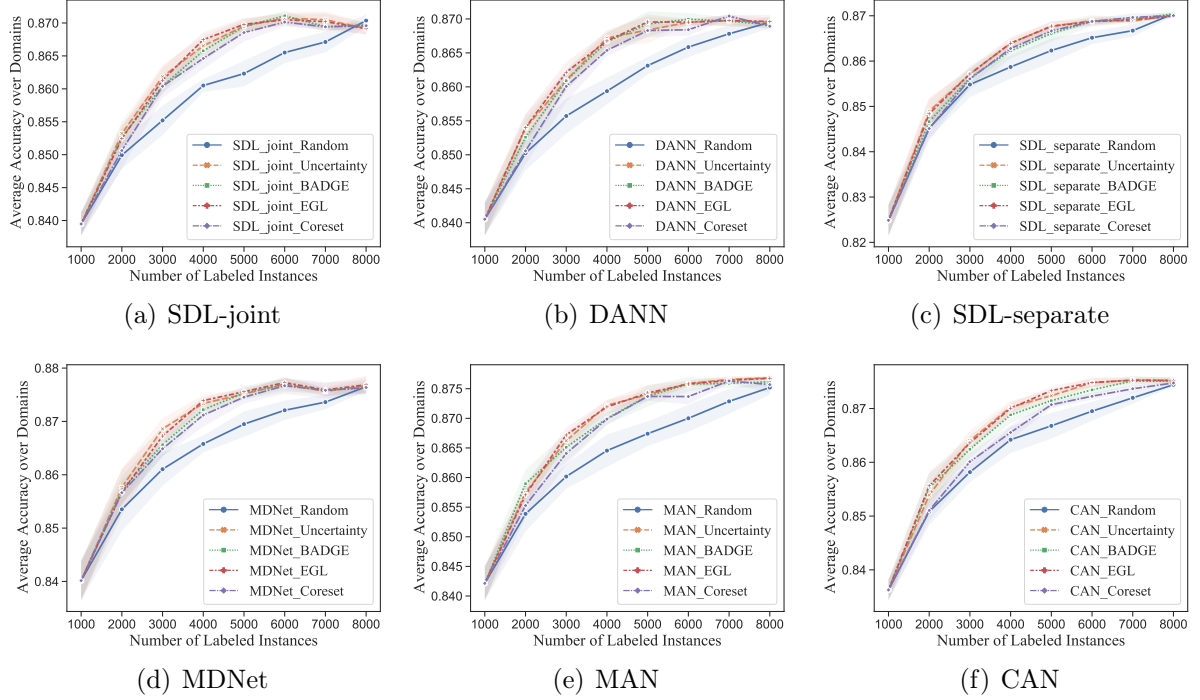 Average Accuracy over Domains
0.870
0.865
0.860
0.855
0.850
0.845
0.840
SDL_joint_Random
SDL_joint_Uncertainty
SDL_joint_BADGE
SDL_joint_EGL
SDL_joint_Coreset
1000 2000 3000 4000 5000 6000 7000 8000
Number of Labeled Instances
(a) SDL-joint
Average Accuracy over Domains
0.870
0.865
0.860
0.855
0.850
0.845
0.840
DANN_Random
DANN_Uncertainty
DANN_BADGE
DANN_EGL
DANN_Coreset
1000 2000 3000 4000 5000 6000 7000 8000
Number of Labeled Instances
(b) DANN
Average Accuracy over Domains
0.87
0.86
0.85
0.84
0.83
0.82
SDL_separate_Random
SDL_separate_Uncertainty
SDL_separate_BADGE
SDL_separate_EGL
SDL_separate_Coreset
1000 2000 3000 4000 5000 6000 7000 8000
Number of Labeled Instances
(c) SDL-separate
Average Accuracy over Domains
0.88
0.87
0.86
0.85
0.84
MDNet_Random
MDNet_Uncertainty
MDNet_BADGE
MDNet_EGL
MDNet_Coreset
1000 2000 3000 4000 5000 6000 7000 8000
Number of Labeled Instances
(d) MDNet
Average Accuracy over Domains
0.875
0.870
0.865
0.860
0.855
0.850
0.845
0.840
MAN_Random
MAN_Uncertainty
MAN_BADGE
MAN_EGL
MAN_Coreset
1000 2000 3000 4000 5000 6000 7000 8000
Number of Labeled Instances
(e) MAN
Average Accuracy over Domains
0.87
0.86
0.85
0.84
CAN_Random
CAN_Uncertainty
CAN_BADGE
CAN_EGL
CAN_Coreset
1000 2000 3000 4000 5000 6000 7000 8000
Number of Labeled Instances
(f) CAN